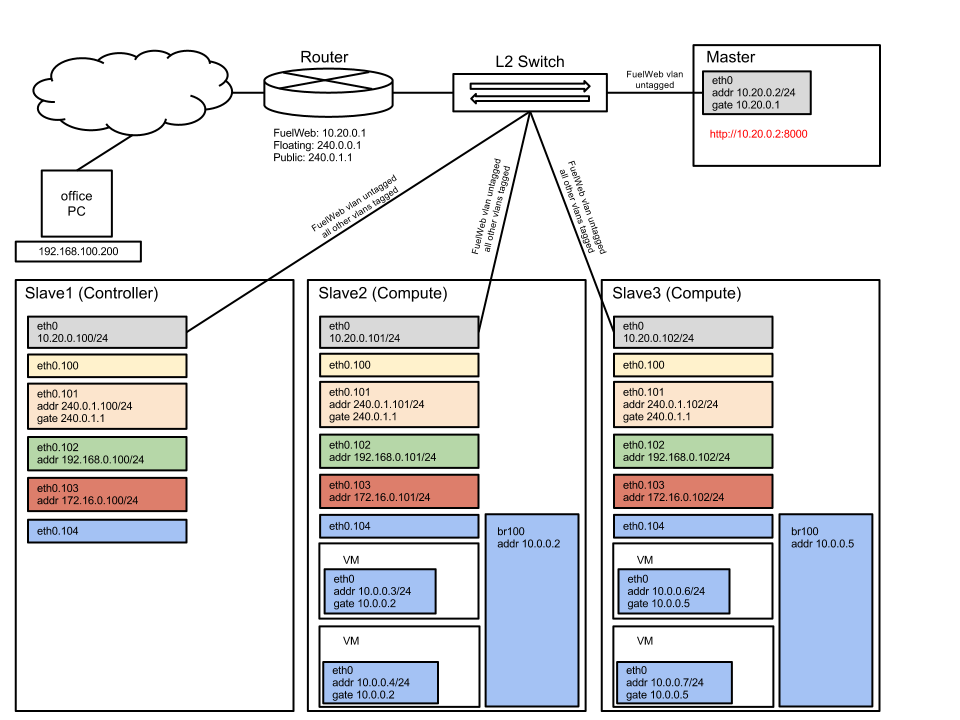 Router
L2 Switch
Master
FuelWeb vlan
untagged
eth0
addr 10.20.0.2/24
gate 10.20.0.1
http://10.20.0.2:8000
FuelWeb: 10.20.0.1
Floating: 240.0.0.1
Public: 240.0.1.1
office
PC
192.168.100.200
FuelWeb vlan untagged
all other vlans tagged
FuelWeb vlan untagged
all other vlans tagged
FuelWeb vlan untagged
all other vlans tagged
Slave1 (Controller)
eth0
10.20.0.100/24
eth0.100
eth0.101
addr 240.0.1.100/24
gate 240.0.1.1
eth0.102
addr 192.168.0.100/24
eth0.103
addr 172.16.0.100/24
eth0.104
Slave2 (Compute)
eth0
10.20.0.101/24
eth0.100
eth0.101
addr 240.0.1.101/24
gate 240.0.1.1
eth0.102
addr 192.168.0.101/24
eth0.103
addr 172.16.0.101/24
eth0.104
br100
addr 10.0.0.2
VM
eth0
addr 10.0.0.3/24
gate 10.0.0.2
VM
eth0
addr 10.0.0.4/24
gate 10.0.0.2
Slave3 (Compute)
eth0
10.20.0.102/24
eth0.100
eth0.101
addr 240.0.1.102/24
gate 240.0.1.1
eth0.102
addr 192.168.0.102/24
eth0.103
addr 172.16.0.102/24
eth0.104
br100
addr 10.0.0.5
VM
eth0
addr 10.0.0.6/24
gate 10.0.0.5
VM
eth0
addr 10.0.0.7/24
gate 10.0.0.5